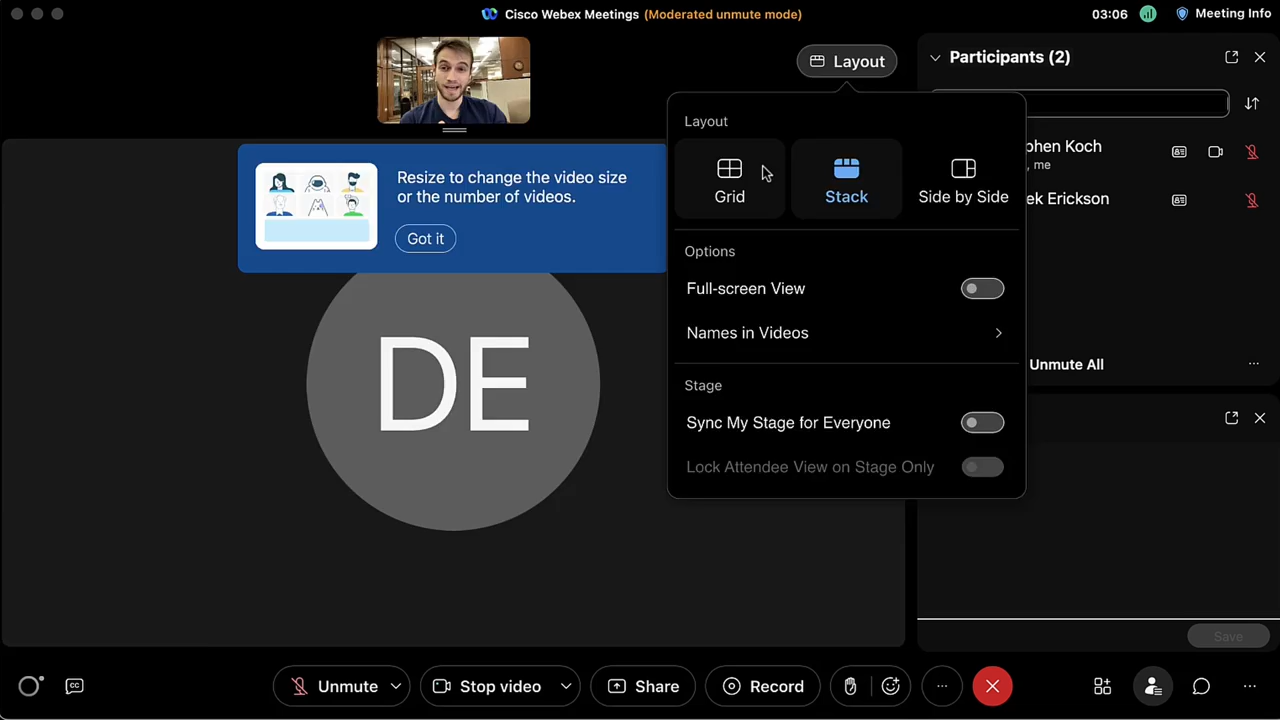 Cisco Webex Meetings (Moderated unmute mode)
03:06
Meeting Info
Layout
Participants (2)
Layout
Grid
Stack
Side by Side
phen Koch
, me
ek Erickson
Resize to change the video size
or the number of videos.
Got it
Options
Full-screen View
Names in Videos
DE
Unmute All
...
Stage
Sync My Stage for Everyone
Lock Attendee View on Stage Only
Save
CC
Unmute
Stop video
Share
Record
...
...